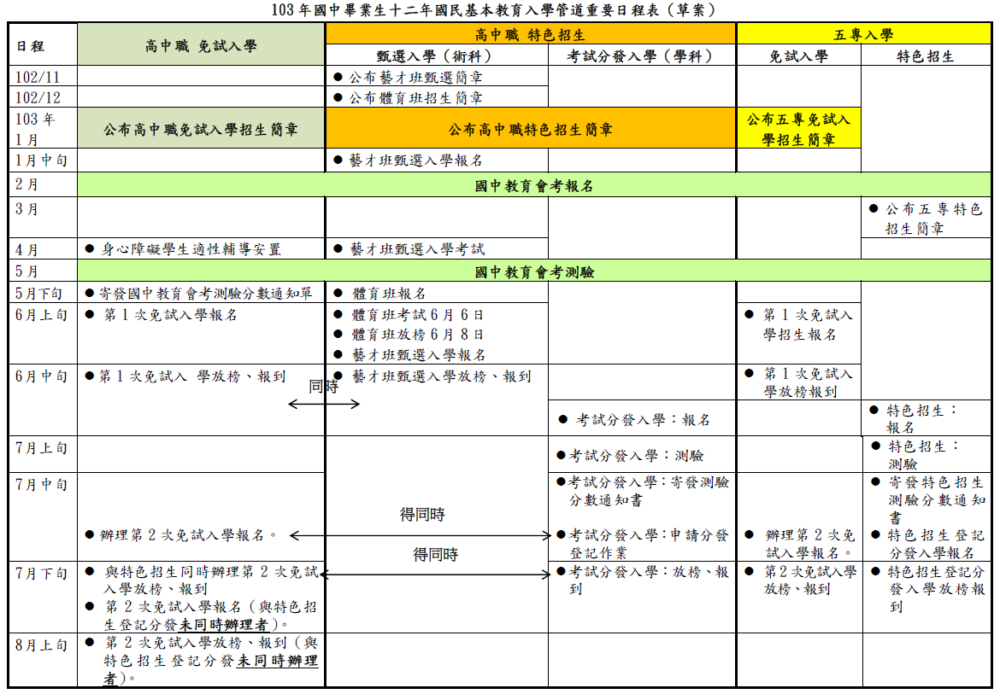 103年國中畢業生十二年國民基本教育入學管道重要日程表（草案）
日程
高中職 免試入學
高中職 特色招生
五專入學
甄選入學（術科）
考試分發入學（學科）
免試入學
特色招生
102/11
● 公布藝才班甄選簡章
102/12
● 公布體育班招生簡章
103年
1月
公布高中職免試入學招生簡章
公布高中職特色招生簡章
公布五專免試入
學招生簡章
1月中旬
● 藝才班甄選入學報名
2月
國中教育會考報名
3月
● 公布五專特色
招生簡章
4月
● 身心障礙學生適性輔導安置
● 藝才班甄選入學考試
5月
國中教育會考測驗
5月下旬
●寄發國中教育會考測驗分數通知單
● 體育班報名
6月上旬
● 第1次免試入學報名
● 體育班考試6月6日
● 體育班放榜6月8日
● 藝才班甄選入學報名
● 第1次免試入
學招生報名
6月中旬
●第1次免試入 學放榜、報到
同時
● 藝才班甄選入學放榜、報到
● 第1次免試入
學放榜報到
● 考試分發入學：報名
● 特色招生：
報名
7月上旬
●考試分發入學：測驗
● 特色招生：
測驗
7月中旬
●考試分發入學：寄發測驗
分數通知書
● 寄發特色招生
測驗分數通知
書
得同時
●辦理第2次免試入學報名。
●考試分發入學：申請分發
登記作業
● 辦理第2次免
試入學報名。
● 特色招生登記
分發入學報名
得同時
7月下旬
● 與特色招生同時辦理第2次免試
入學放榜、報到
● 第2次免試入學報名（與特色招
生登記分發未同時辦理者）。
●考試分發入學：放榜、報
到
● 第2次免試入學
放榜、報到
● 特色招生登記分
發入學放榜報
到
8月上旬
● 第2次免試入學放榜、報到（與
特色招生登記分發未同時辦理
者）。